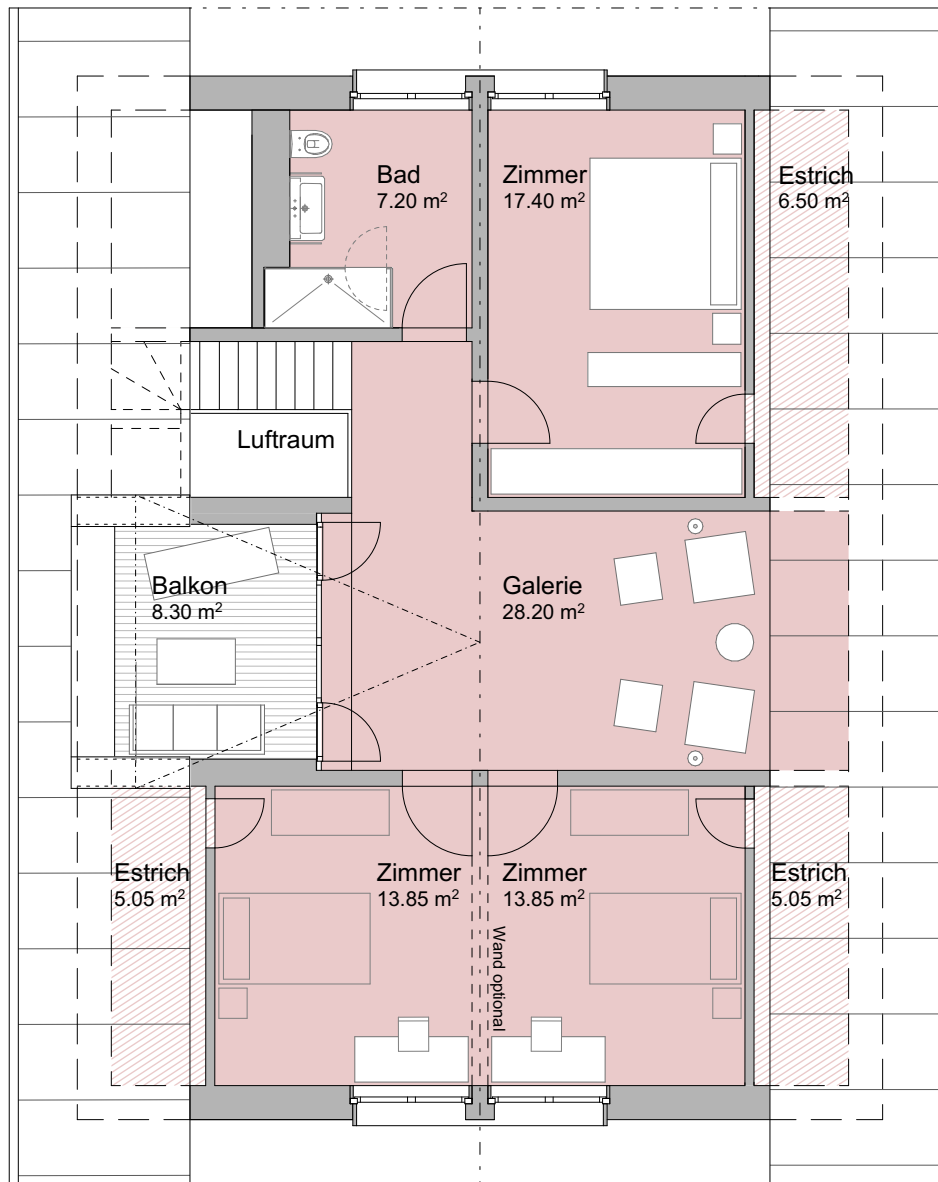 Bad
7.20 m²
Zimmer
17.40 m²
Estrich
6.50 m²
Luftraum
Balkon
8.30 m²
Galerie
28.20 m²
Estrich
5.05 m²
Zimmer
13.85 m²
Zimmer
13.85 m²
Estrich
5.05 m²
Wand optional